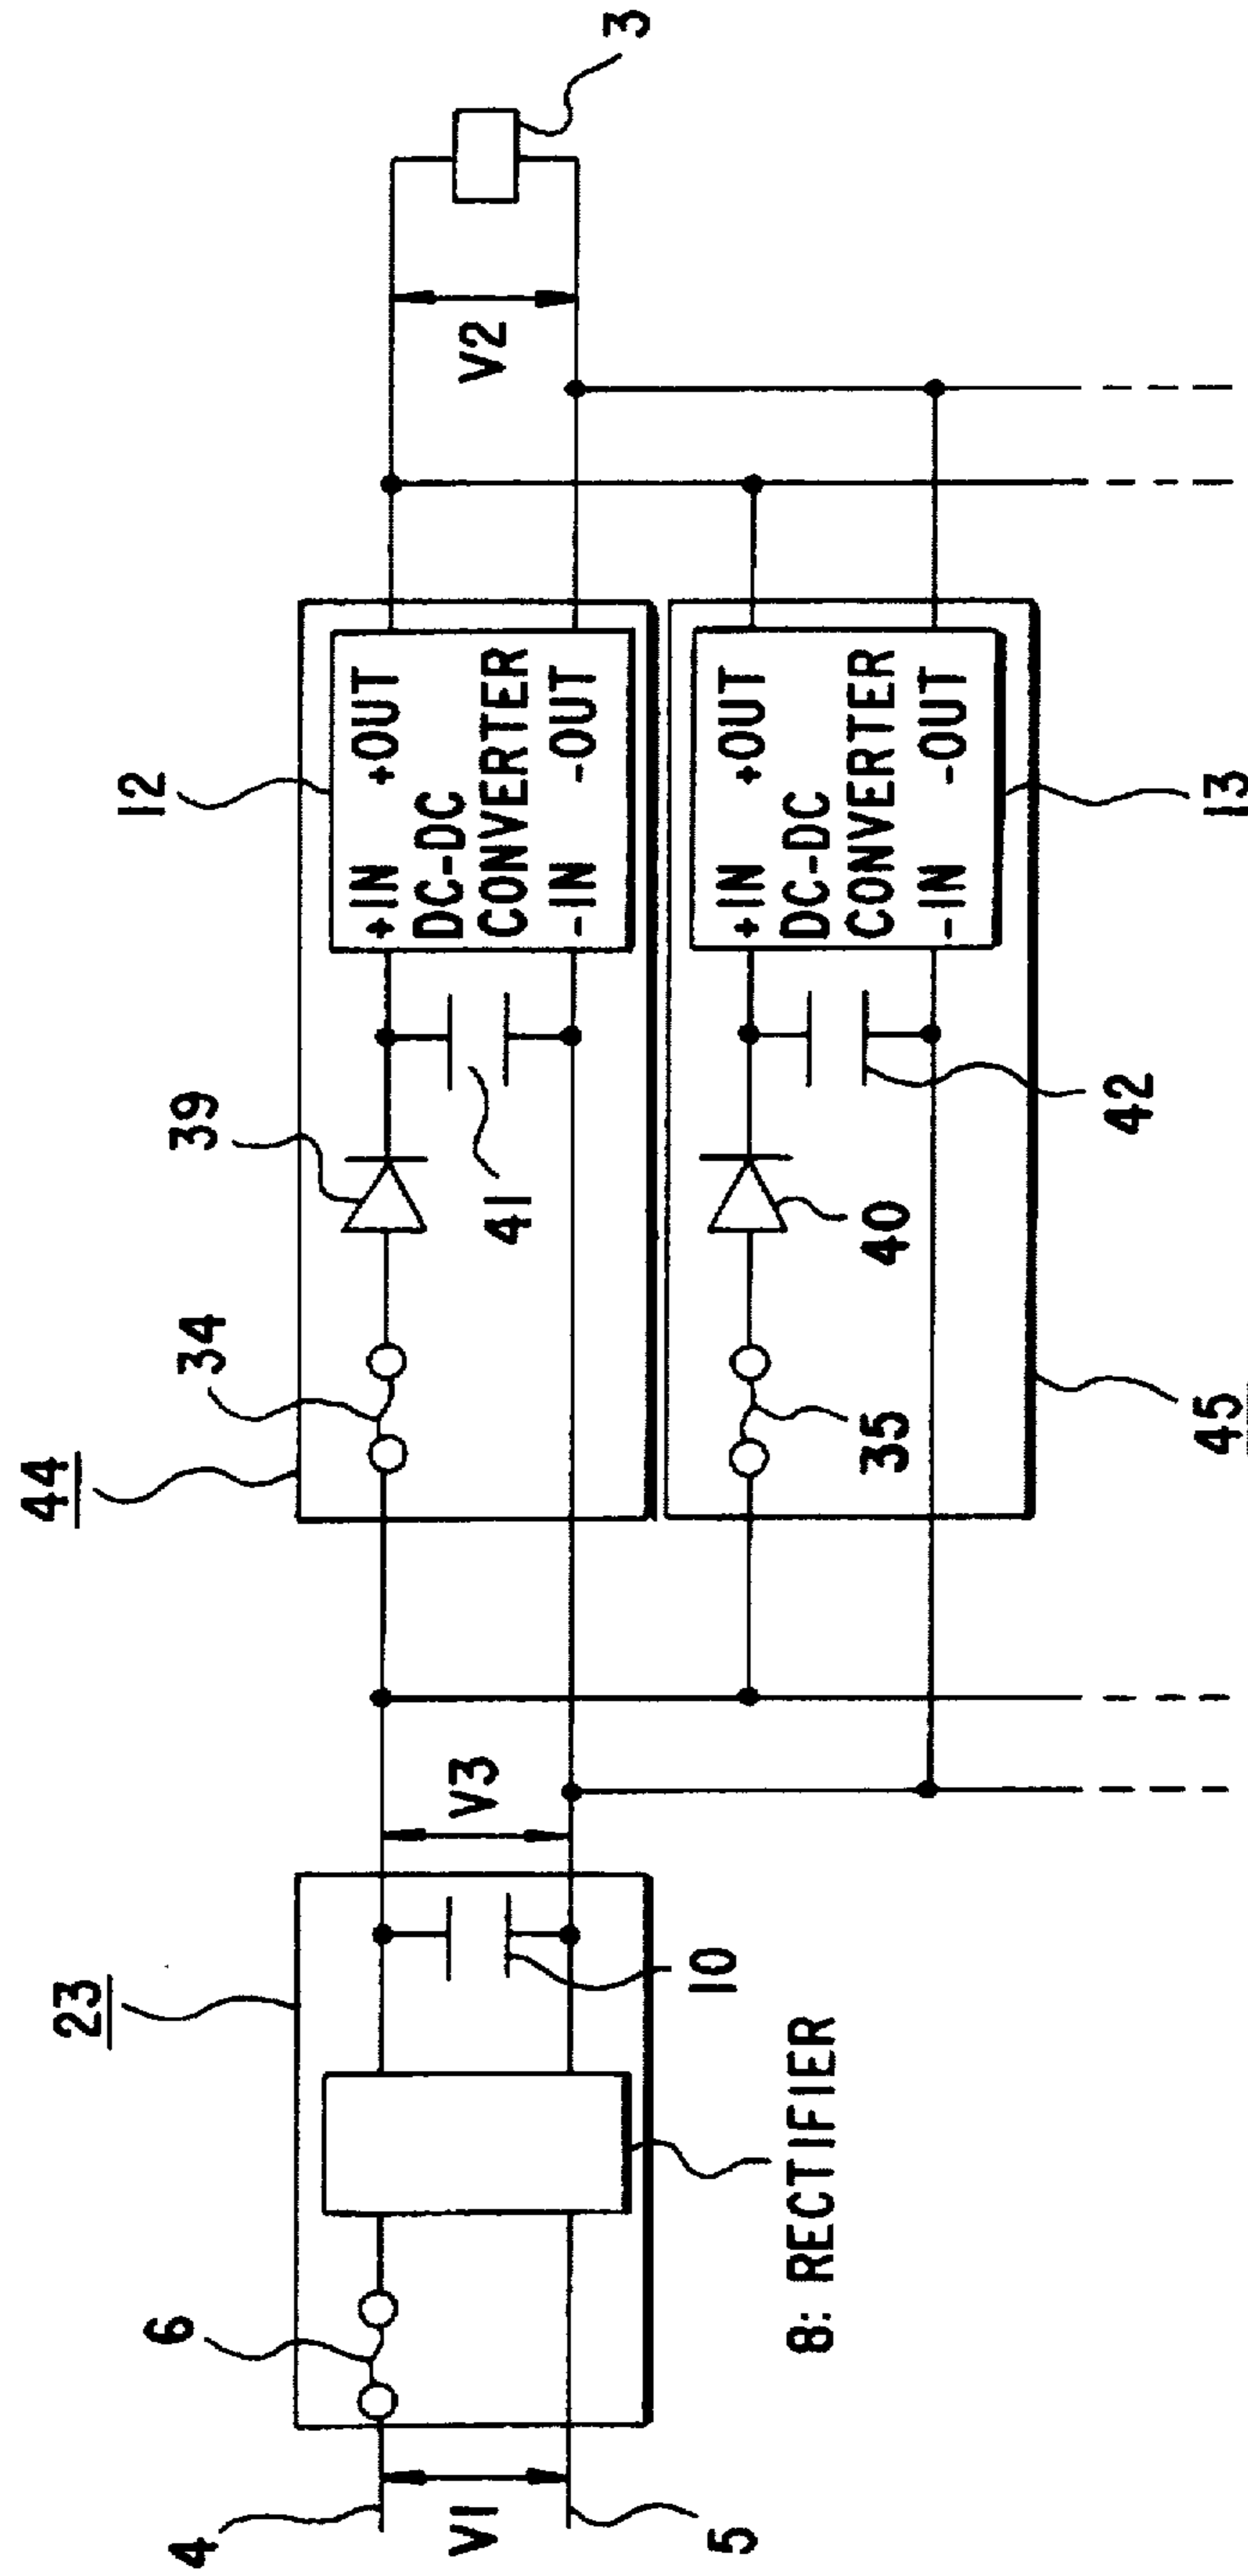 44
34
39
12
+IN +OUT
DC-DC
CONVERTER
-IN -OUT
41
V2
3
23
6
4
V1
5
V3
10
8: RECTIFIER
+IN +OUT
DC-DC
CONVERTER
-IN -OUT
35
40
42
13
45